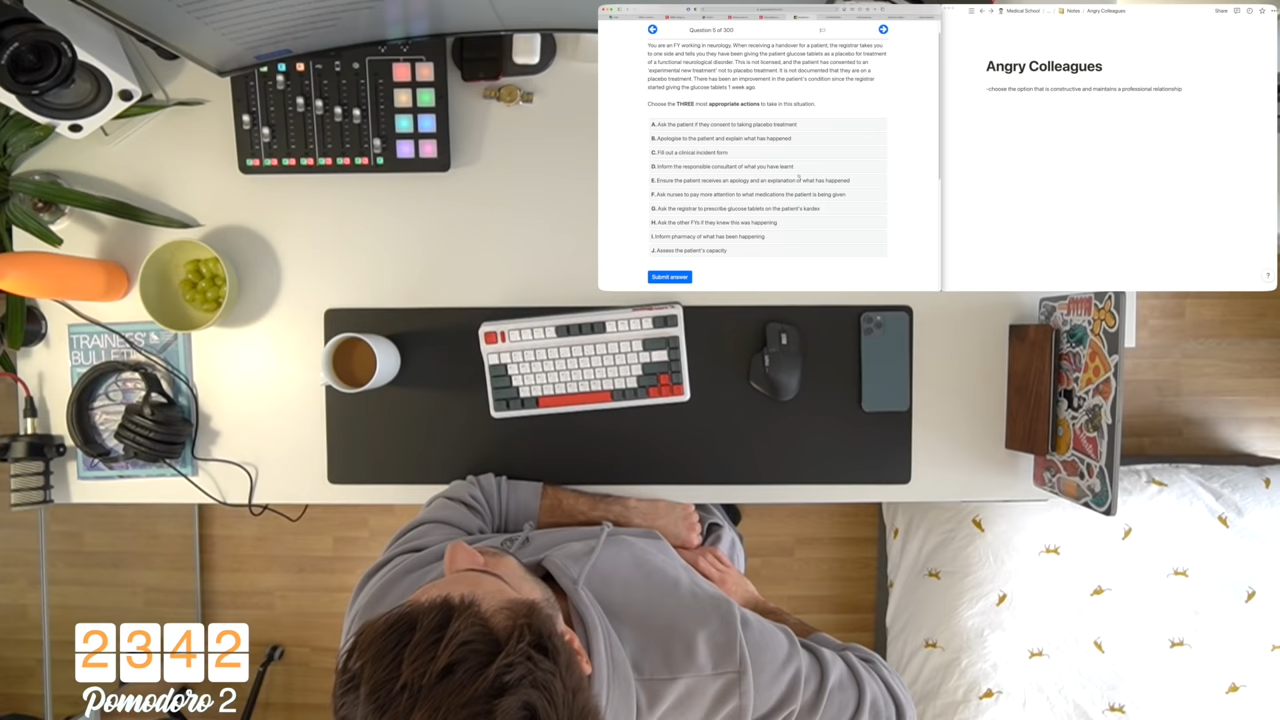 Question 5 of 300
You are an FY working in neurology. When receiving a handover for a patient, the registrar takes you
to one side and tells you they have been giving the patient glucose tablets as a placebo for treatment
of a functional neurological disorder. This is not licensed, and the patient has consented to an
'experimental new treatment' not to placebo treatment. It is not documented that they are on a
placebo treatment. There has been an improvement in the patient's condition since the registrar
started giving the glucose tablets 1 week ago.
Choose the THREE most appropriate actions to take in this situation.
A. Ask the patient if they consent to taking placebo treatment
B. Apologise to the patient and explain what has happened
C. Fill out a clinical incident form
D. Inform the responsible consultant of what you have learnt
E. Ensure the patient receives an apology and an explanation of what has happened
F. Ask nurses to pay more attention to what medications the patient is being given
G. Ask the registrar to prescribe glucose tablets on the patient's kardex
H. Ask the other FYs if they knew this was happening
I. Inform pharmacy of what has been happening
J. Assess the patient's capacity
Submit answer
Medical School / ... / Notes / Angry Colleagues
Share
Angry Colleagues
-choose the option that is constructive and maintains a professional relationship
?
TRAINEES'
BULLETIN
2342
Pomodoro 2